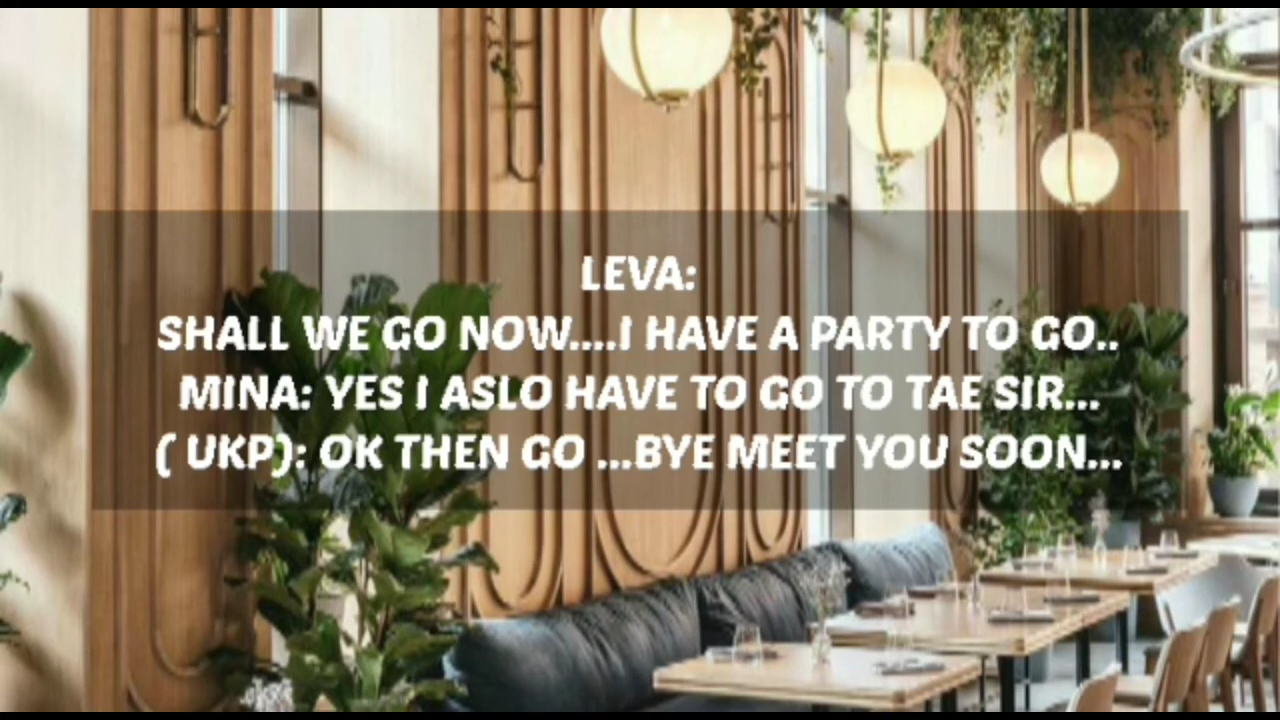 LEVA:
SHALL WE GO NOW....I HAVE A PARTY TO GO..
MINA: YES I ASLO HAVE TO GO TO TAE SIR...
( UKP): OK THEN GO ...BYE MEET YOU SOON...